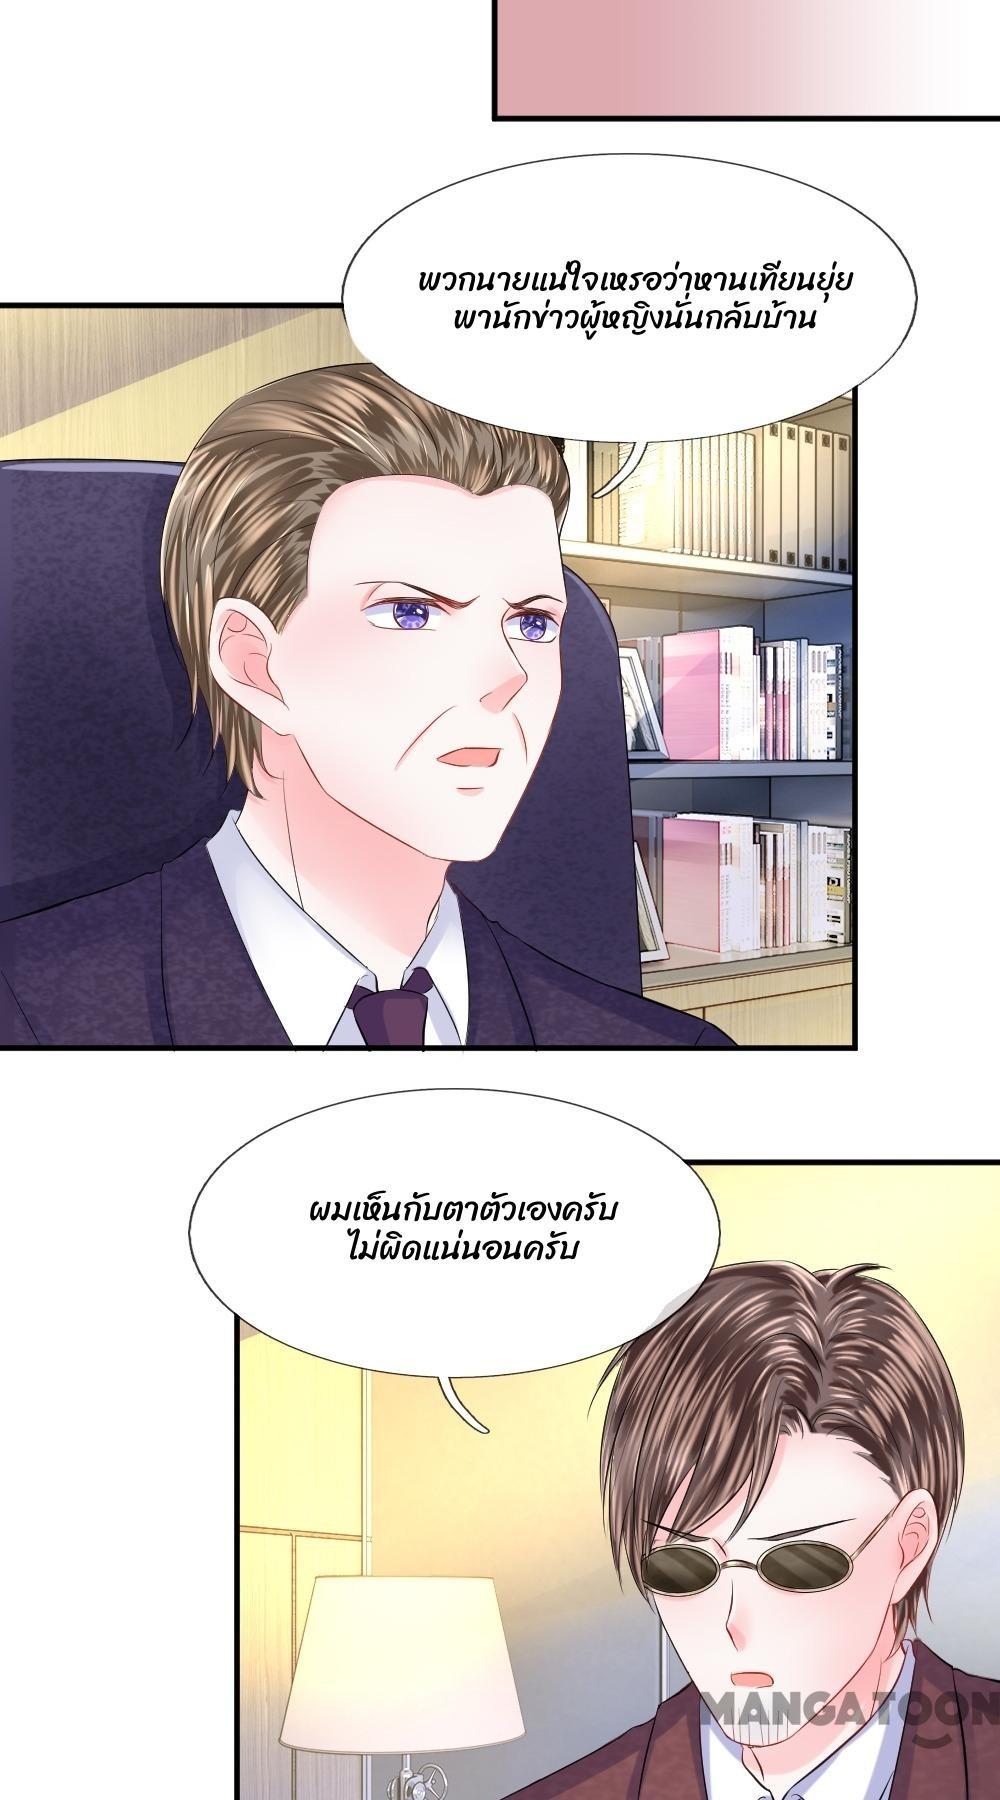 พวกนายแน่ใจเหรอว่าหานเทียนยุ่ย
พานักข่าวผู้หญิงนั่นกลับบ้าน
ผมเห็นกับตาตัวเองครับ
ไม่ผิดแน่นอนครับ
MANGATOON